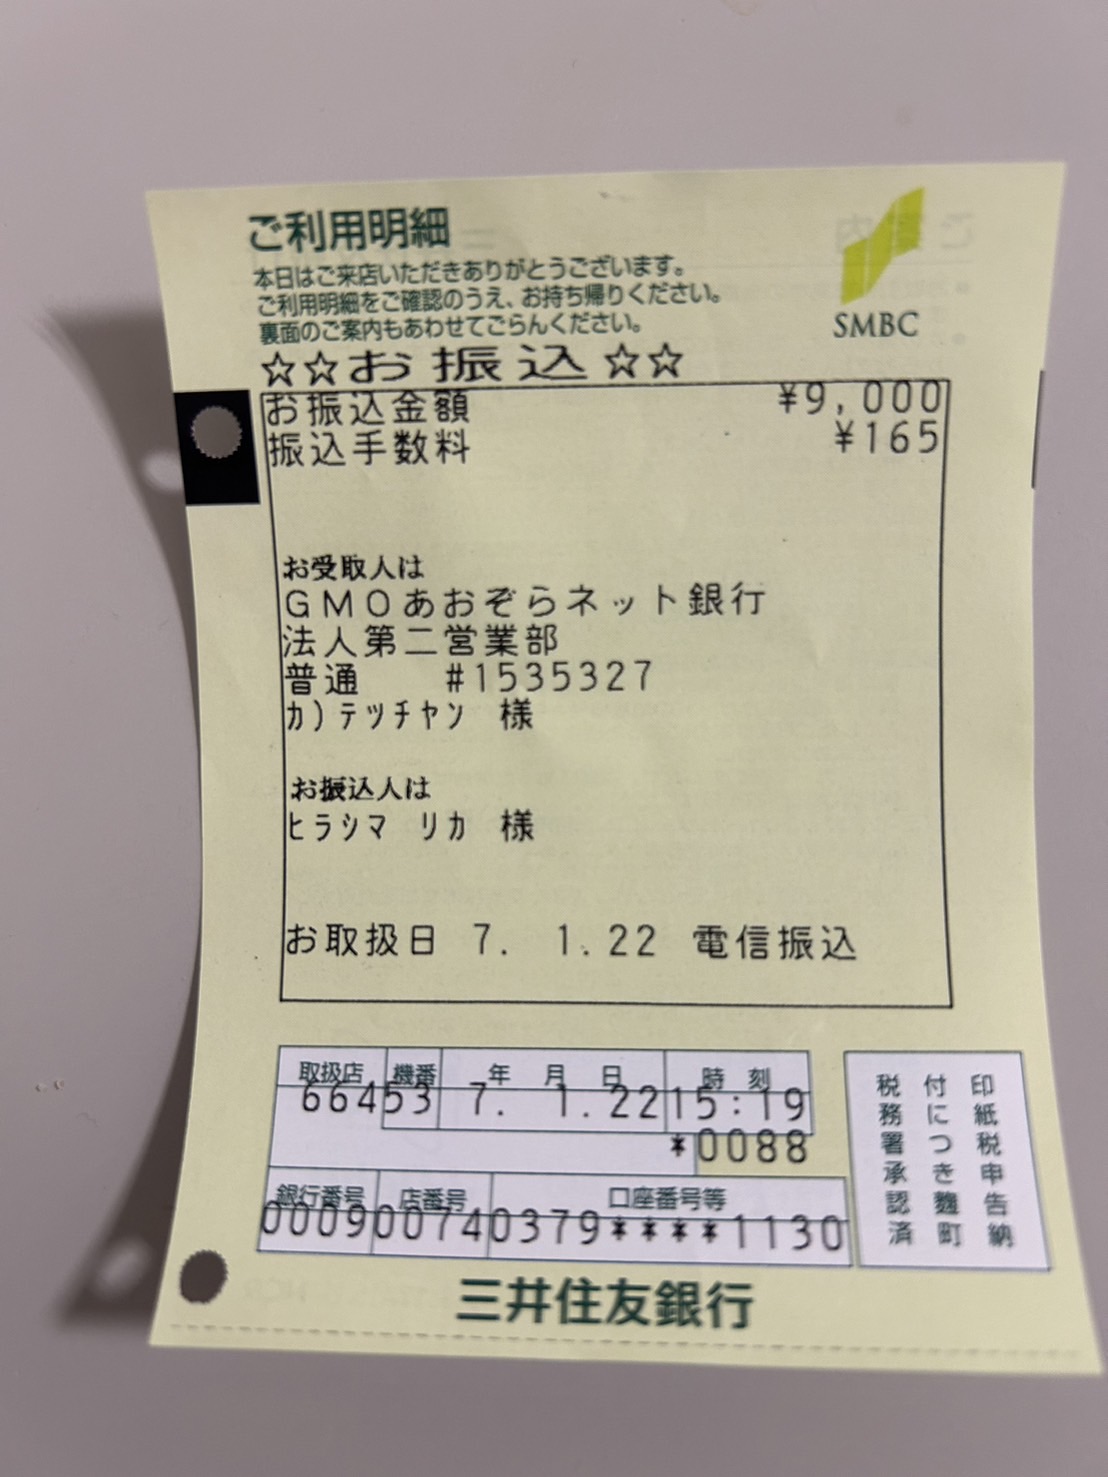 ご利用明細
本日はご来店いただきありがとうございます。
ご利用明細をご確認のうえ、お持ち帰りください。
裏面のご案内もあわせてごらんください。
SMBC
☆☆お振込☆☆
お振込金額 ¥9,000
振込手数料 ¥165
お受取人は
GMOあおぞらネット銀行
法人第二営業部
普通 #1535327
カ)テツチヤン 様
お振込人は
ヒラシマ リカ 様
お取扱日 7. 1.22 電信振込
取扱店 機番 年 月 日 時 刻
664 53 7. 1.22 15:19
*0088
銀行番号 店番号 口座番号等
0009 0074 0379****1130
印紙税申告納
付につき麹町
税務署承認済
三井住友銀行